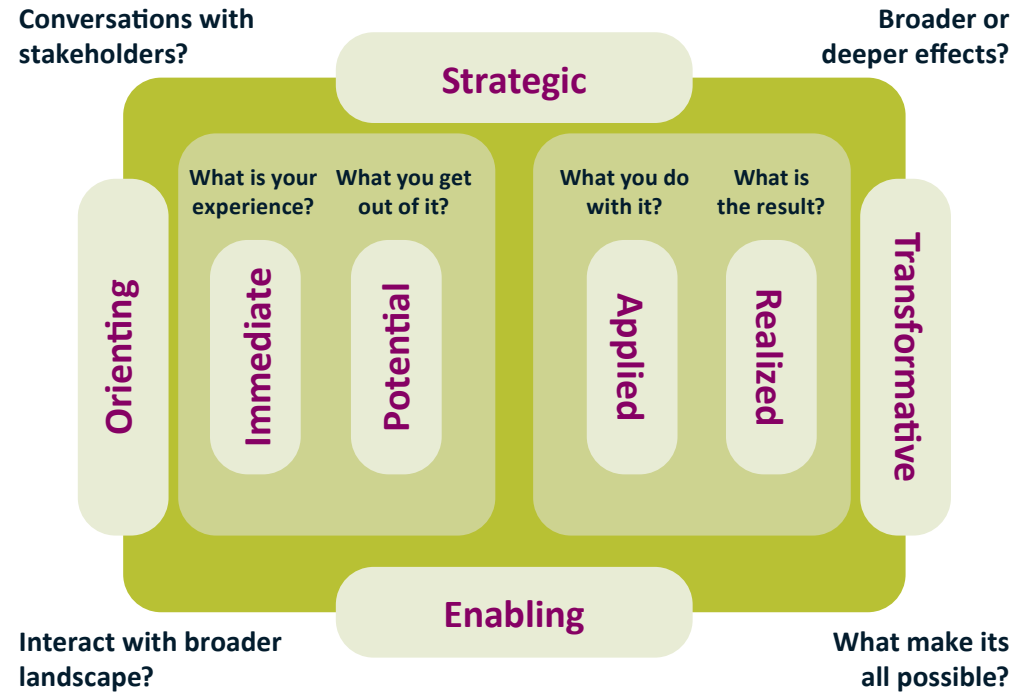 Conversations with
stakeholders?
Broader or
deeper effects?
Strategic
What is your
experience?
What you get
out of it?
What you do
with it?
What is
the result?
Orienting
Immediate
Potential
Applied
Realized
Transformative
Enabling
Interact with broader
landscape?
What make its
all possible?